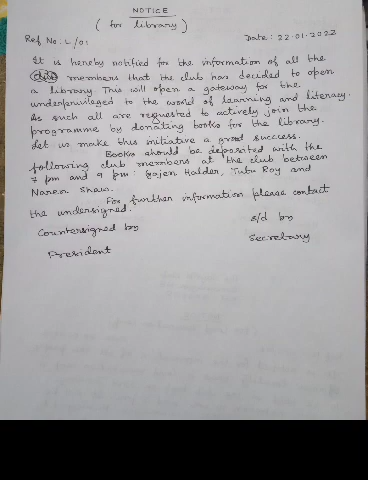 NOTICE
(for library)
Ref No: L/01 Date: 22-01-2022
It is hereby notified for the information of all the
club members that the club has decided to open
a library. This will open a gateway for the
underprivileged to the world of learning and literacy.
As such all are requested to actively join the
programme by donating books for the library.
Let us make this initiative a grand success.
Books should be deposited with the
following club members at the club between
7 pm and 9 pm: Gajen Halder, Tutu Roy and
Naren Shaw.
For further information please contact
the undersigned.
Countersigned by s/d by
President Secretary